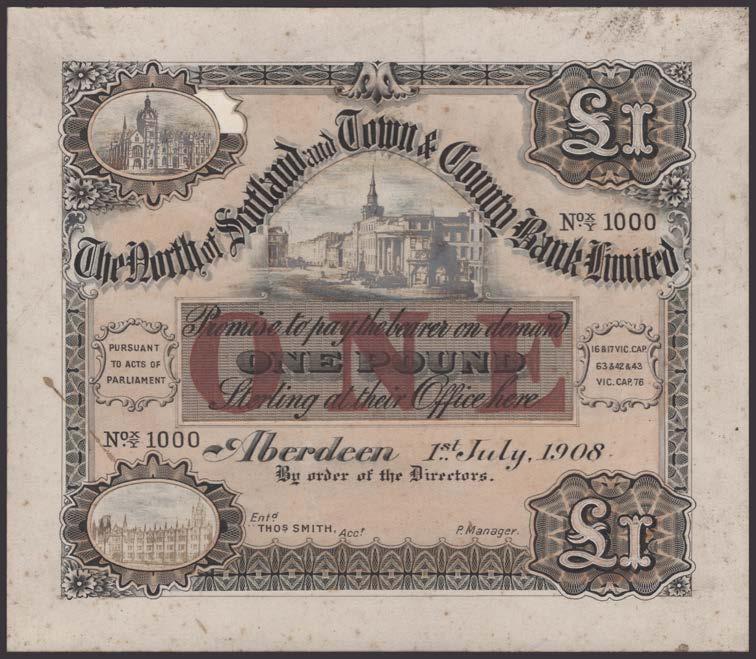 £1
The North of Scotland and Town & County Bank Limited
No X/Y 1000
Promise to pay the bearer on demand
ONE
ONE POUND
Sterling at their Office here
PURSUANT
TO ACTS OF
PARLIAMENT
16 & 17 VIC. CAP.
63 & 42 & 43
VIC. CAP. 76
No X/Y 1000
Aberdeen 1st July, 1908.
By order of the Directors.
Entd
THOS SMITH, Acct
P. Manager.
£1